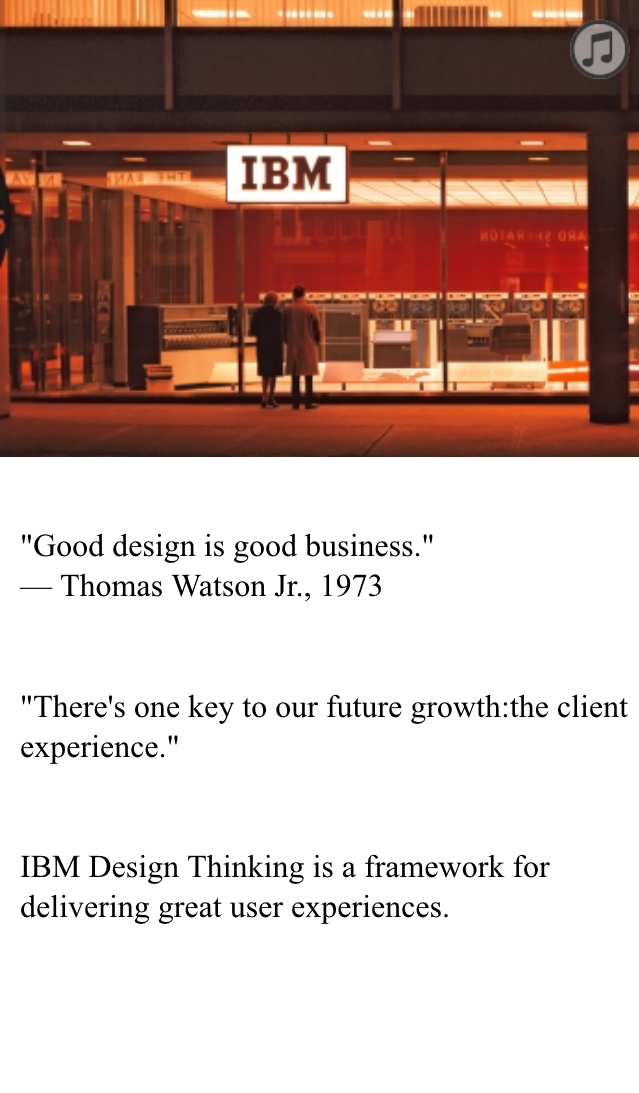 IBM
"Good design is good business."
— Thomas Watson Jr., 1973
"There's one key to our future growth:the client
experience."
IBM Design Thinking is a framework for
delivering great user experiences.